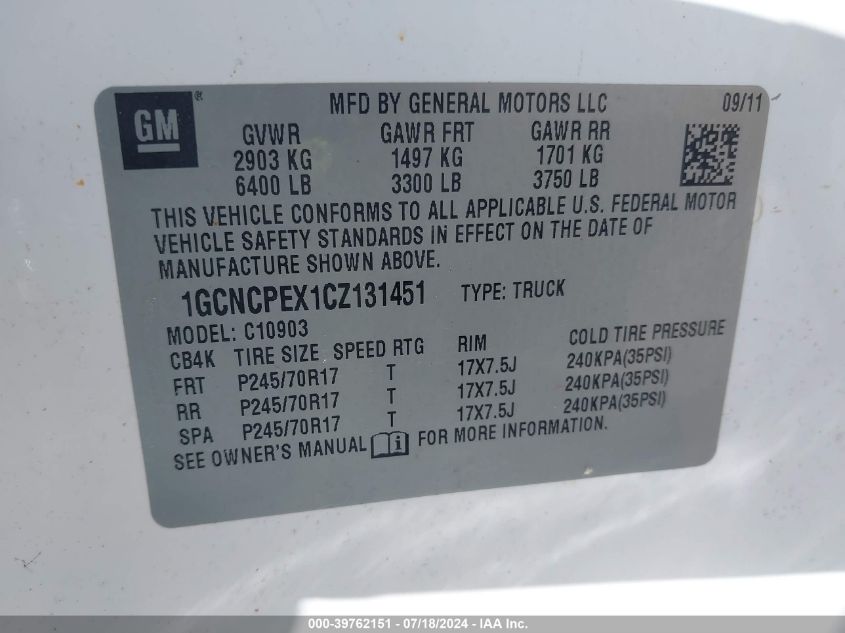 GM®
MFD BY GENERAL MOTORS LLC 09/11
GVWR GAWR FRT GAWR RR
2903 KG 1497 KG 1701 KG
6400 LB 3300 LB 3750 LB
THIS VEHICLE CONFORMS TO ALL APPLICABLE U.S. FEDERAL MOTOR
VEHICLE SAFETY STANDARDS IN EFFECT ON THE DATE OF
MANUFACTURE SHOWN ABOVE.
1GCNCPEX1CZ131451 TYPE: TRUCK
MODEL: C10903
CB4K TIRE SIZE SPEED RTG RIM COLD TIRE PRESSURE
FRT P245/70R17 T 17X7.5J 240KPA(35PSI)
RR P245/70R17 T 17X7.5J 240KPA(35PSI)
SPA P245/70R17 T 17X7.5J 240KPA(35PSI)
SEE OWNER'S MANUAL FOR MORE INFORMATION.
000-39762151 - 07/18/2024 - IAA Inc.